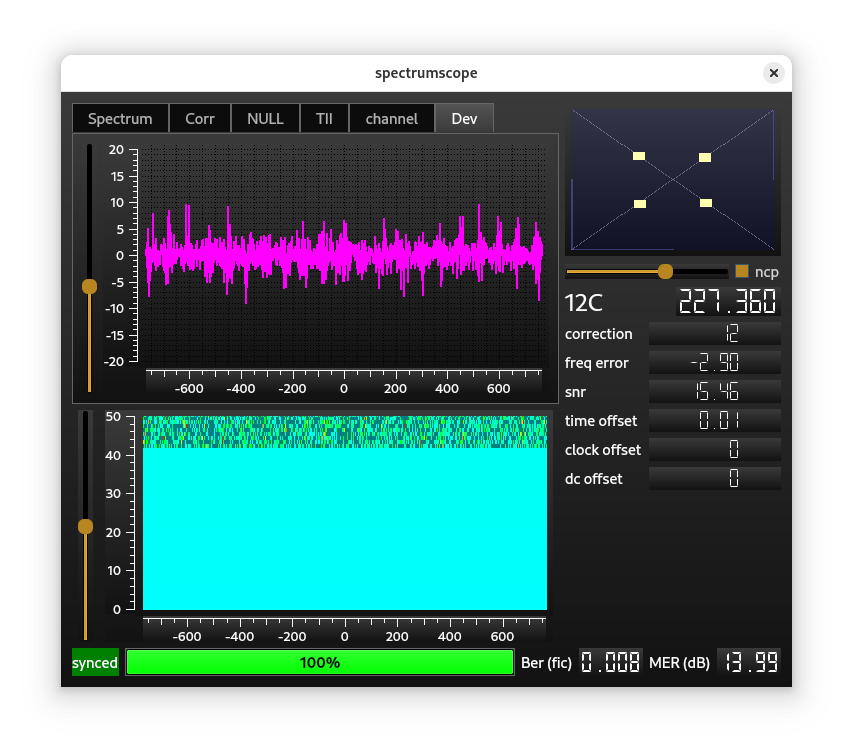 spectrumscope
Spectrum Corr NULL TII channel Dev
20
15
10
5
0
-5
-10
-15
-20
-600 -400 -200 0 200 400 600
ncp
12C 227.360
correction 12
freq error -2.90
snr 15.46
time offset 0.01
clock offset 0
dc offset 0
50
40
30
20
10
0
-600 -400 -200 0 200 400 600
synced 100% Ber (fic) 0.008 MER (dB) 13.99